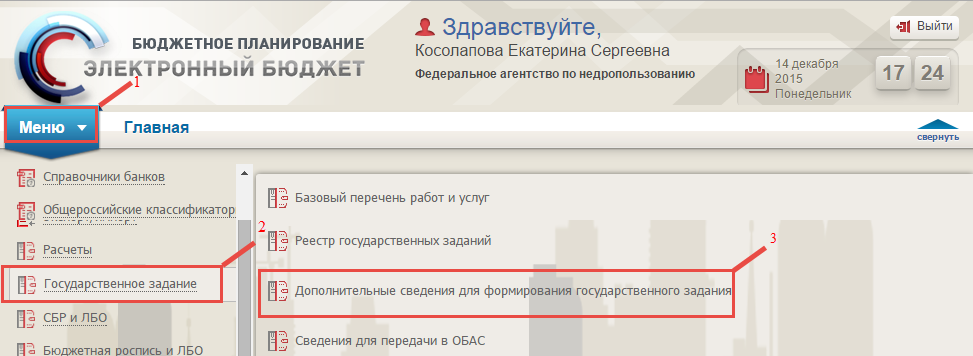 Здравствуйте,
Косолапова Екатерина Сергеевна
Федеральное агентство по недропользованию
Выйти
БЮДЖЕТНОЕ ПЛАНИРОВАНИЕ
ЭЛЕКТРОННЫЙ БЮДЖЕТ
14 декабря
2015
Понедельник
17 24
1
Меню
Главная
свернуть
Справочники банков
Общероссийские классификатор
Расчеты
Государственное задание
СБР и ЛБО
Бюджетная роспись и ЛБО
2
Базовый перечень работ и услуг
Реестр государственных заданий
3
Дополнительные сведения для формирования государственного задания
Сведения для передачи в ОБАС